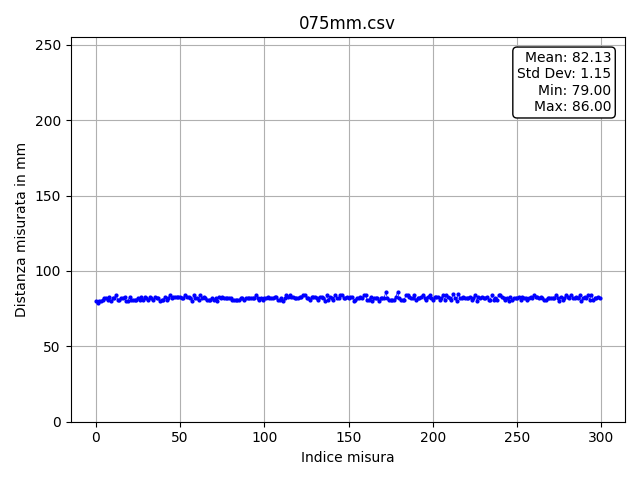 075mm.csv
Mean: 82.13
Std Dev: 1.15
Min: 79.00
Max: 86.00
Distanza misurata in mm
250
200
150
100
50
0
0 50 100 150 200 250 300
Indice misura